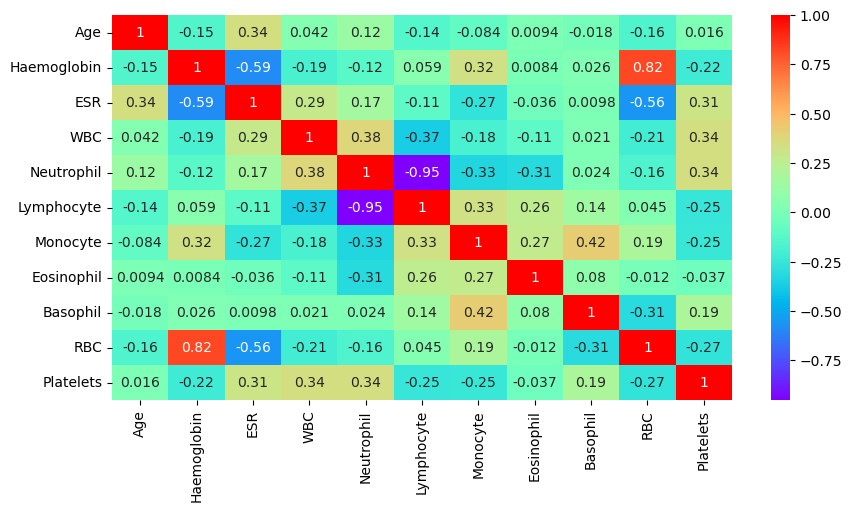 Age 1 -0.15 0.34 0.042 0.12 -0.14 -0.084 0.0094 -0.018 -0.16 0.016
Haemoglobin -0.15 1 -0.59 -0.19 -0.12 0.059 0.32 0.0084 0.026 0.82 -0.22
ESR 0.34 -0.59 1 0.29 0.17 -0.11 -0.27 -0.036 0.0098 -0.56 0.31
WBC 0.042 -0.19 0.29 1 0.38 -0.37 -0.18 -0.11 0.021 -0.21 0.34
Neutrophil 0.12 -0.12 0.17 0.38 1 -0.95 -0.33 -0.31 0.024 -0.16 0.34
Lymphocyte -0.14 0.059 -0.11 -0.37 -0.95 1 0.33 0.26 0.14 0.045 -0.25
Monocyte -0.084 0.32 -0.27 -0.18 -0.33 0.33 1 0.27 0.42 0.19 -0.25
Eosinophil 0.0094 0.0084 -0.036 -0.11 -0.31 0.26 0.27 1 0.08 -0.012 -0.037
Basophil -0.018 0.026 0.0098 0.021 0.024 0.14 0.42 0.08 1 -0.31 0.19
RBC -0.16 0.82 -0.56 -0.21 -0.16 0.045 0.19 -0.012 -0.31 1 -0.27
Platelets 0.016 -0.22 0.31 0.34 0.34 -0.25 -0.25 -0.037 0.19 -0.27 1
Age Haemoglobin ESR WBC Neutrophil Lymphocyte Monocyte Eosinophil Basophil RBC Platelets
1.00
0.75
0.50
0.25
0.00
-0.25
-0.50
-0.75